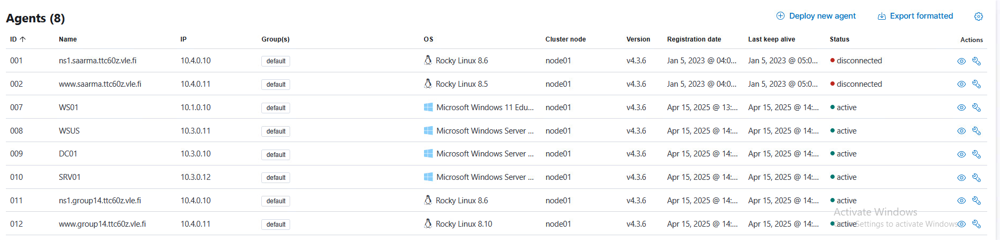 Agents (8) Deploy new agent Export formatted
ID Name IP Group(s) OS Cluster node Version Registration date Last keep alive Status Actions
001 ns1.saarma.ttc60z.vle.fi 10.4.0.10 default Rocky Linux 8.6 node01 v4.3.6 Jan 5, 2023 @ 04:0... Jan 5, 2023 @ 05:0... disconnected
002 www.saarma.ttc60z.vle.fi 10.4.0.11 default Rocky Linux 8.5 node01 v4.3.6 Jan 5, 2023 @ 04:0... Jan 5, 2023 @ 05:0... disconnected
007 WS01 10.1.0.10 default Microsoft Windows 11 Edu... node01 v4.3.6 Apr 15, 2025 @ 13:... Apr 15, 2025 @ 14:... active
008 WSUS 10.3.0.11 default Microsoft Windows Server ... node01 v4.3.6 Apr 15, 2025 @ 14:... Apr 15, 2025 @ 14:... active
009 DC01 10.3.0.10 default Microsoft Windows Server ... node01 v4.3.6 Apr 15, 2025 @ 14:... Apr 15, 2025 @ 14:... active
010 SRV01 10.3.0.12 default Microsoft Windows Server ... node01 v4.3.6 Apr 15, 2025 @ 14:... Apr 15, 2025 @ 14:... active
011 ns1.group14.ttc60z.vle.fi 10.4.0.10 default Rocky Linux 8.6 node01 v4.3.6 Apr 15, 2025 @ 14:... Apr 15, 2025 @ 14:... active
Activate Windows
012 www.group14.ttc60z.vle.fi 10.4.0.11 default Rocky Linux 8.10 node01 v4.3.6 Apr 15, 2025 @ 14:... Apr 15, 2025 @ 14:... active
Settings to activate Windows